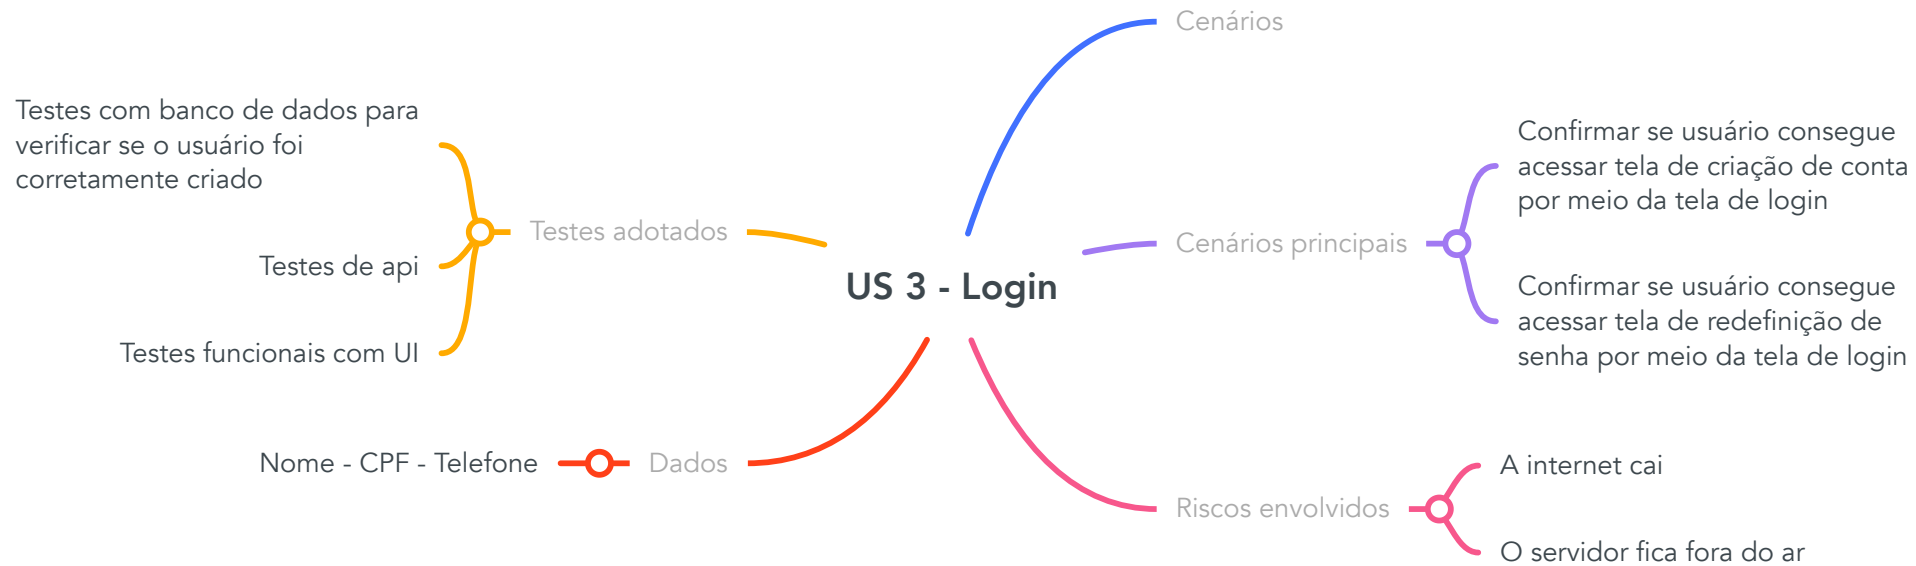 Cenários
Testes com banco de dados para
verificar se o usuário foi
corretamente criado
Testes de api
Testes funcionais com UI
Testes adotados
Nome - CPF - Telefone
Dados
US 3 - Login
Cenários principais
Confirmar se usuário consegue
acessar tela de criação de conta
por meio da tela de login
Confirmar se usuário consegue
acessar tela de redefinição de
senha por meio da tela de login
Riscos envolvidos
A internet cai
O servidor fica fora do ar